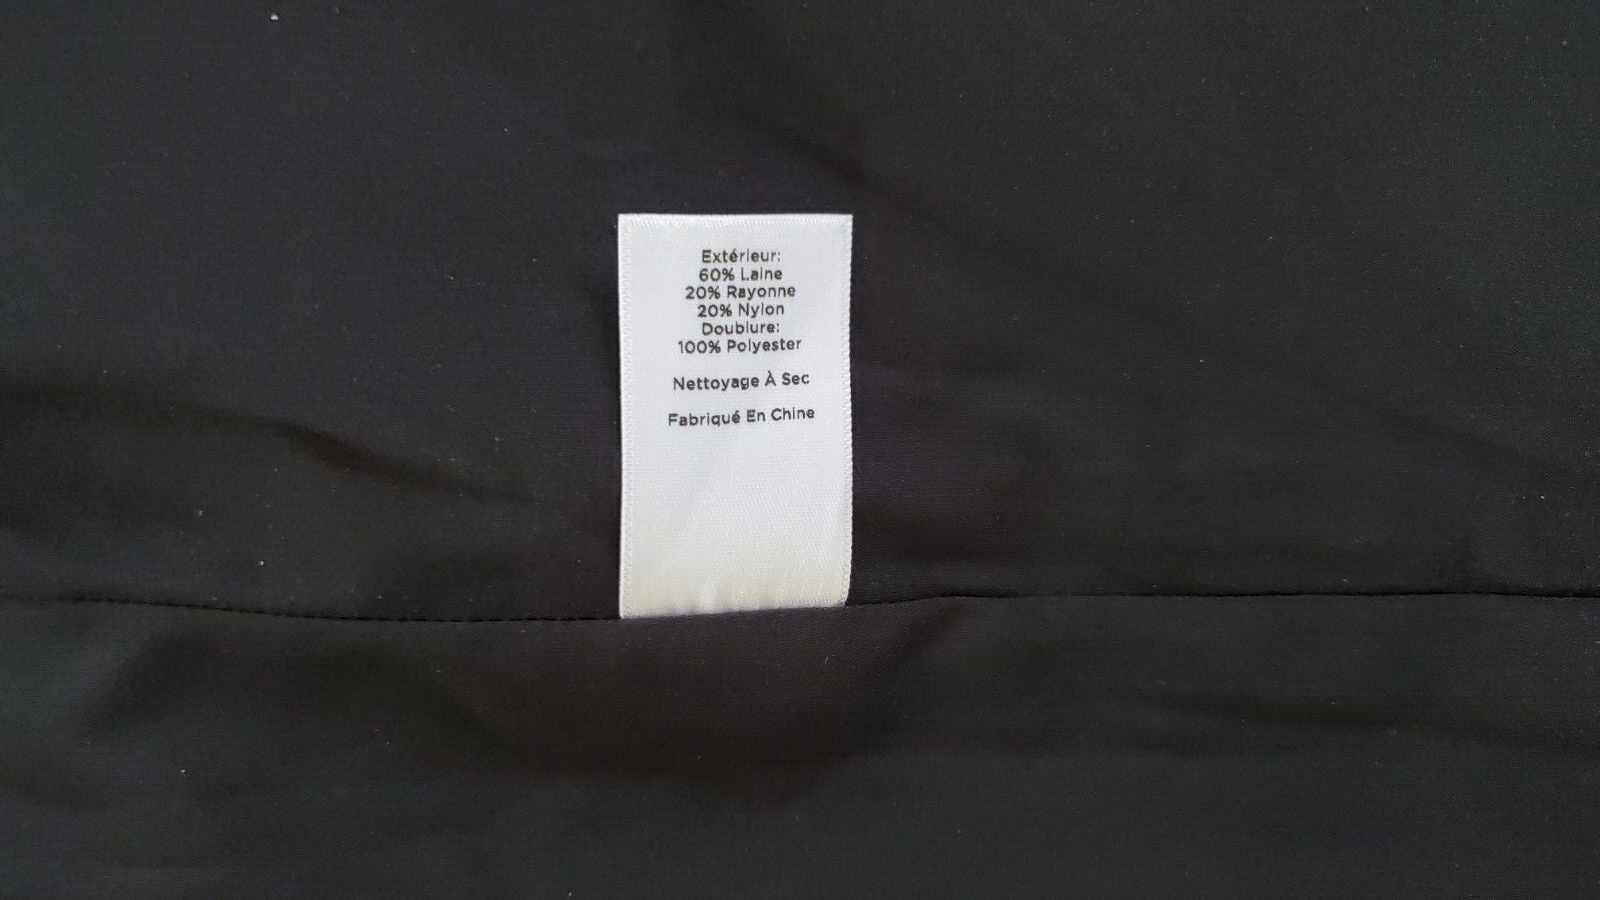 Extérieur:
60% Laine
20% Rayonne
20% Nylon
Doublure:
100% Polyester
Nettoyage À Sec
Fabriqué En Chine